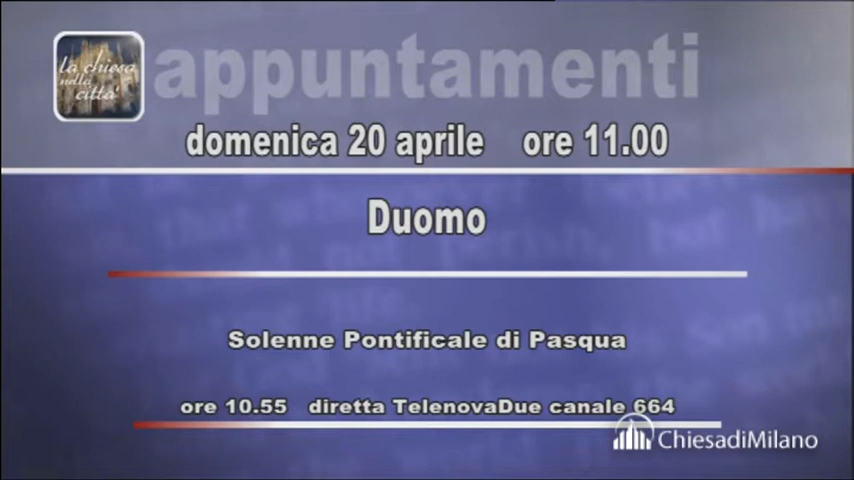 la chiesa
nella
città
appuntamenti
domenica 20 aprile ore 11.00
Duomo
Solenne Pontificale di Pasqua
ore 10.55 diretta TelenovaDue canale 664
ChiesadiMilano